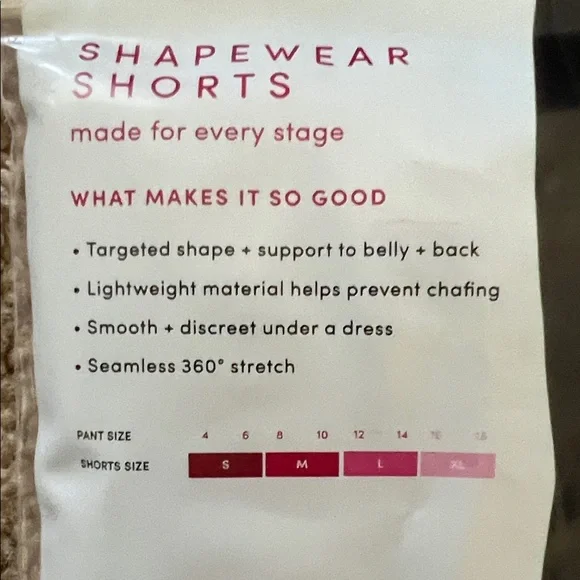 SHAPEWEAR
SHORTS
made for every stage
WHAT MAKES IT SO GOOD
• Targeted shape + support to belly + back
• Lightweight material helps prevent chafing
• Smooth + discreet under a dress
• Seamless 360° stretch
PANT SIZE 4 6 8 10 12 14
SHORTS SIZE S M L XL